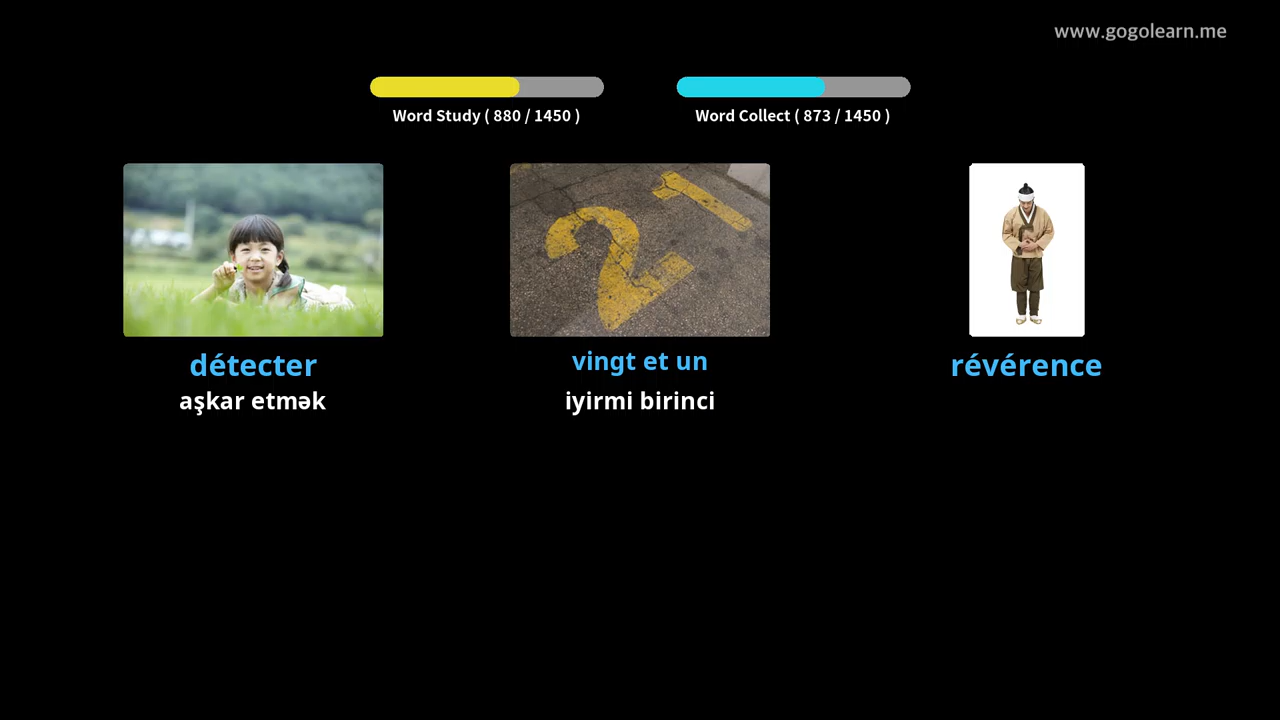 www.gogolearn.me
Word Study ( 880 / 1450 )
Word Collect ( 873 / 1450 )
21
détecter
aşkar etmək
vingt et un
iyirmi birinci
révérence